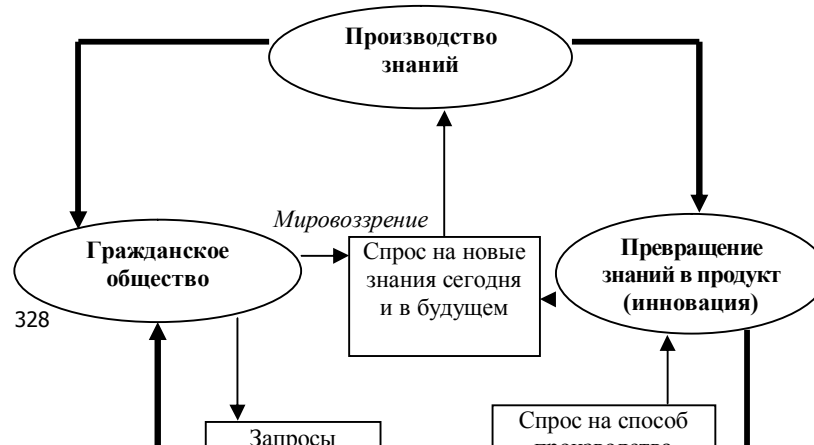 Производство
знаний
Мировоззрение
Гражданское
общество
Спрос на новые
знания сегодня
и в будущем
Превращение
знаний в продукт
(инновация)
328
Запросы
Спрос на способ
производства